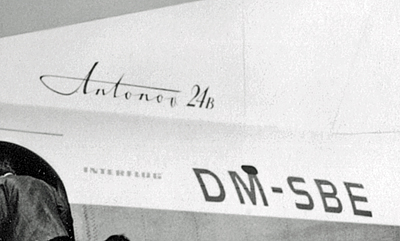 Antonov 24B
INTERFLUG
DM-SBE